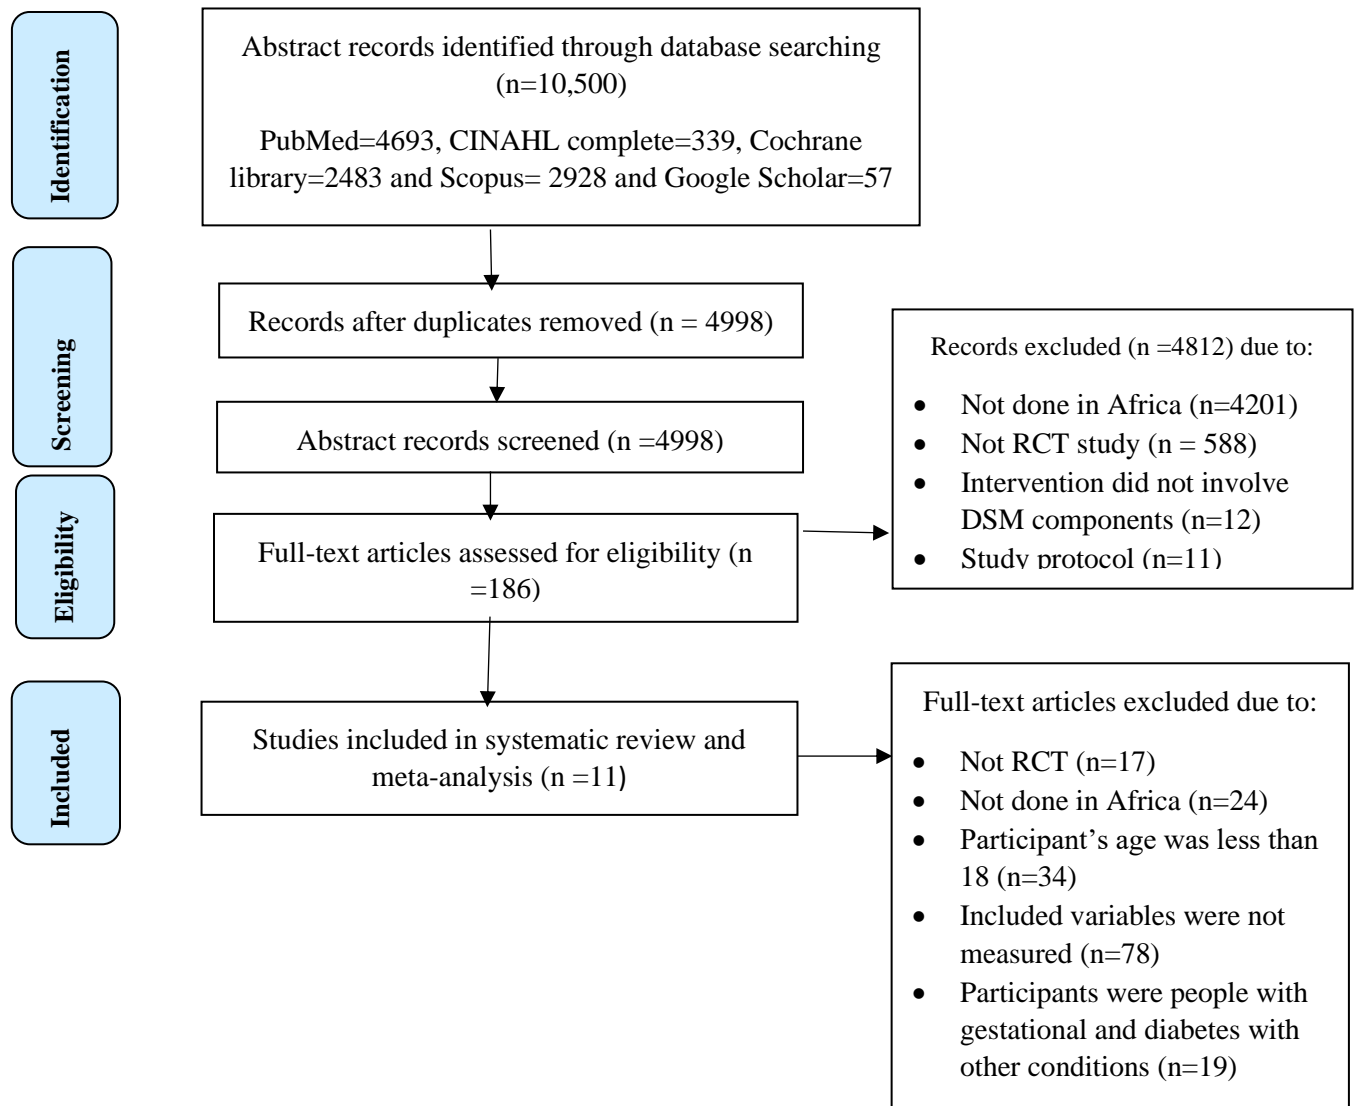 Identification
Abstract records identified through database searching
(n=10,500)
PubMed=4693, CINAHL complete=339, Cochrane
library=2483 and Scopus= 2928 and Google Scholar=57
Screening
Records after duplicates removed (n = 4998)
Abstract records screened (n =4998)
Records excluded (n =4812) due to:
• Not done in Africa (n=4201)
• Not RCT study (n = 588)
• Intervention did not involve
DSM components (n=12)
• Study protocol (n=11)
Eligibility
Full-text articles assessed for eligibility (n
=186)
Included
Studies included in systematic review and
meta-analysis (n =11)
Full-text articles excluded due to:
• Not RCT (n=17)
• Not done in Africa (n=24)
• Participant’s age was less than
18 (n=34)
• Included variables were not
measured (n=78)
• Participants were people with
gestational and diabetes with
other conditions (n=19)